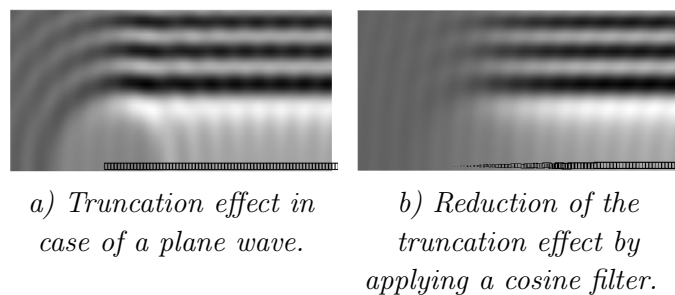 a) Truncation effect in
case of a plane wave.
b) Reduction of the
truncation effect by
applying a cosine filter.